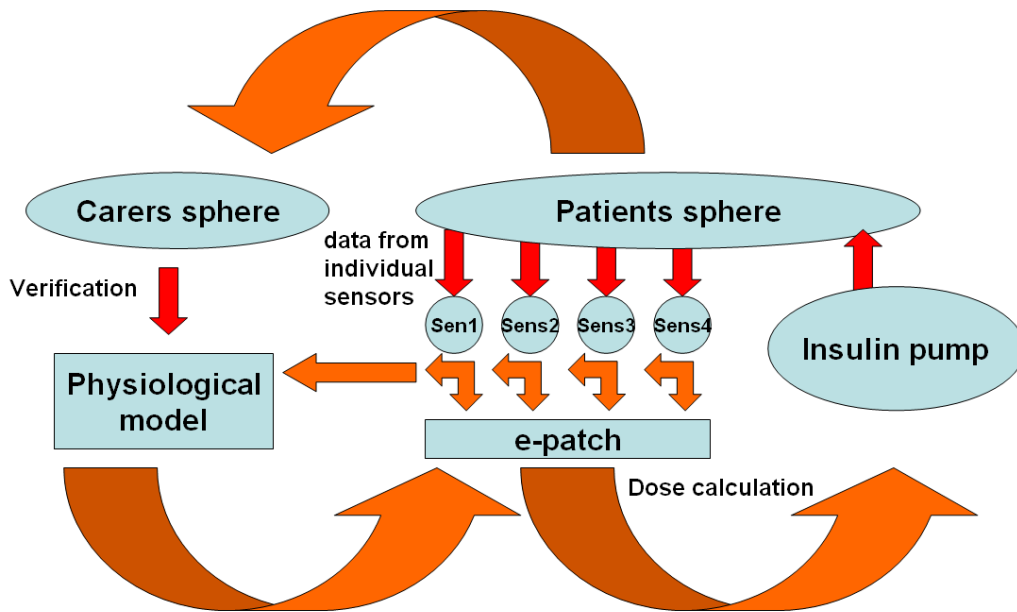 Carers sphere
Patients sphere
data from
individual
sensors
Verification
Sen1
Sens2
Sens3
Sens4
Insulin pump
Physiological
model
e-patch
Dose calculation